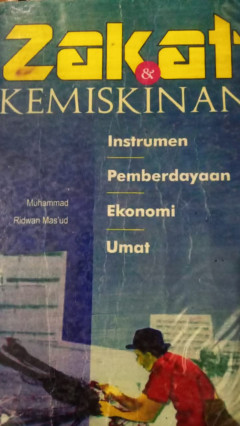 Zakat
&
KEMISKINAN
Instrumen
Pemberdayaan
Ekonomi
Umat
Muhammad
Ridwan Mas'ud